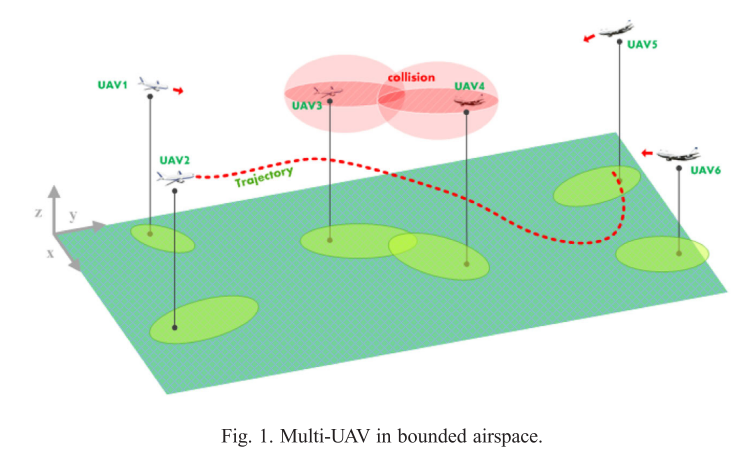 UAV5
collision
UAV1
UAV4
UAV3
UAV2
UAV6
Trajectory
z
y
x
Fig. 1. Multi-UAV in bounded airspace.